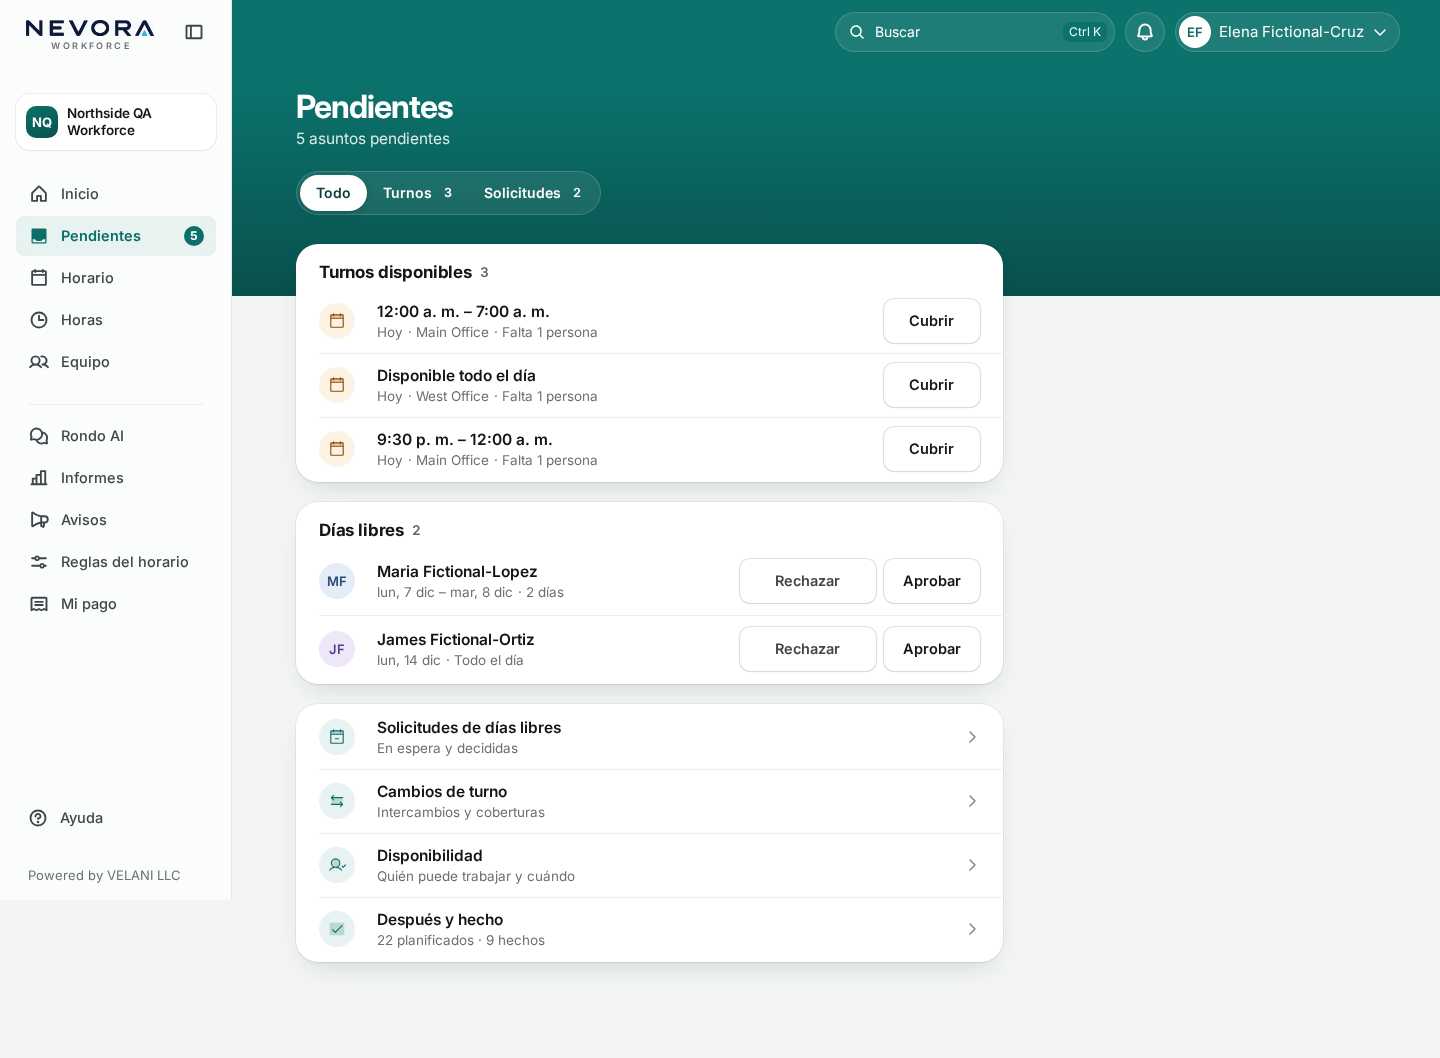 NEVORA
WORKFORCE
Buscar
Ctrl K
EF
Elena Fictional-Cruz
NQ
Northside QA
Workforce
Inicio
Pendientes
5
Horario
Horas
Equipo
Rondo AI
Informes
Avisos
Reglas del horario
Mi pago
Ayuda
Powered by VELANI LLC
Pendientes
5 asuntos pendientes
Todo
Turnos 3
Solicitudes 2
Turnos disponibles 3
12:00 a. m. – 7:00 a. m.
Hoy · Main Office · Falta 1 persona
Cubrir
Disponible todo el día
Hoy · West Office · Falta 1 persona
Cubrir
9:30 p. m. – 12:00 a. m.
Hoy · Main Office · Falta 1 persona
Cubrir
Días libres 2
MF
Maria Fictional-Lopez
lun, 7 dic – mar, 8 dic · 2 días
Rechazar
Aprobar
JF
James Fictional-Ortiz
lun, 14 dic · Todo el día
Rechazar
Aprobar
Solicitudes de días libres
En espera y decididas
Cambios de turno
Intercambios y coberturas
Disponibilidad
Quién puede trabajar y cuándo
Después y hecho
22 planificados · 9 hechos